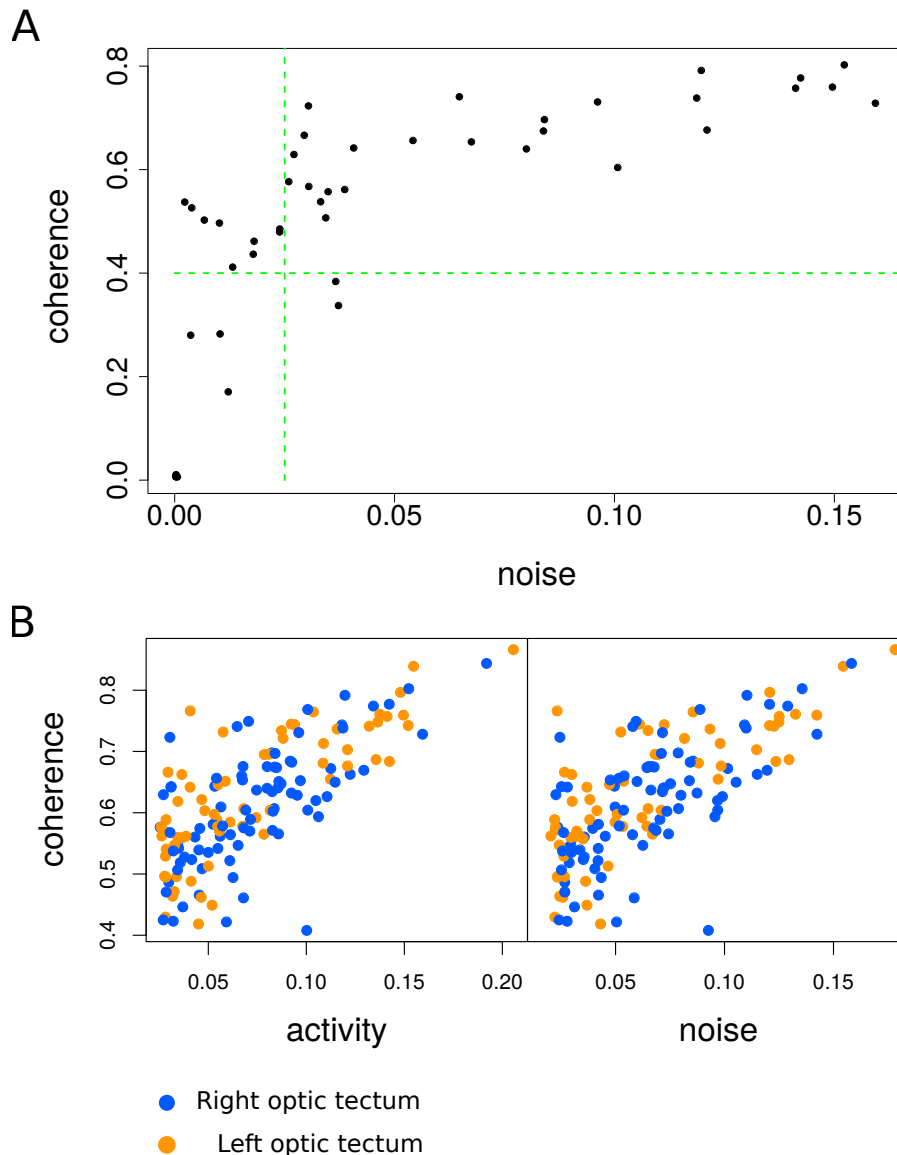 A
coherence
0.8
0.6
0.4
0.2
0.0
0.00 0.05 0.10 0.15
noise
B
coherence
0.8
0.7
0.6
0.5
0.4
0.05 0.10 0.15 0.20 0.05 0.10 0.15
activity noise
Right optic tectum
Left optic tectum